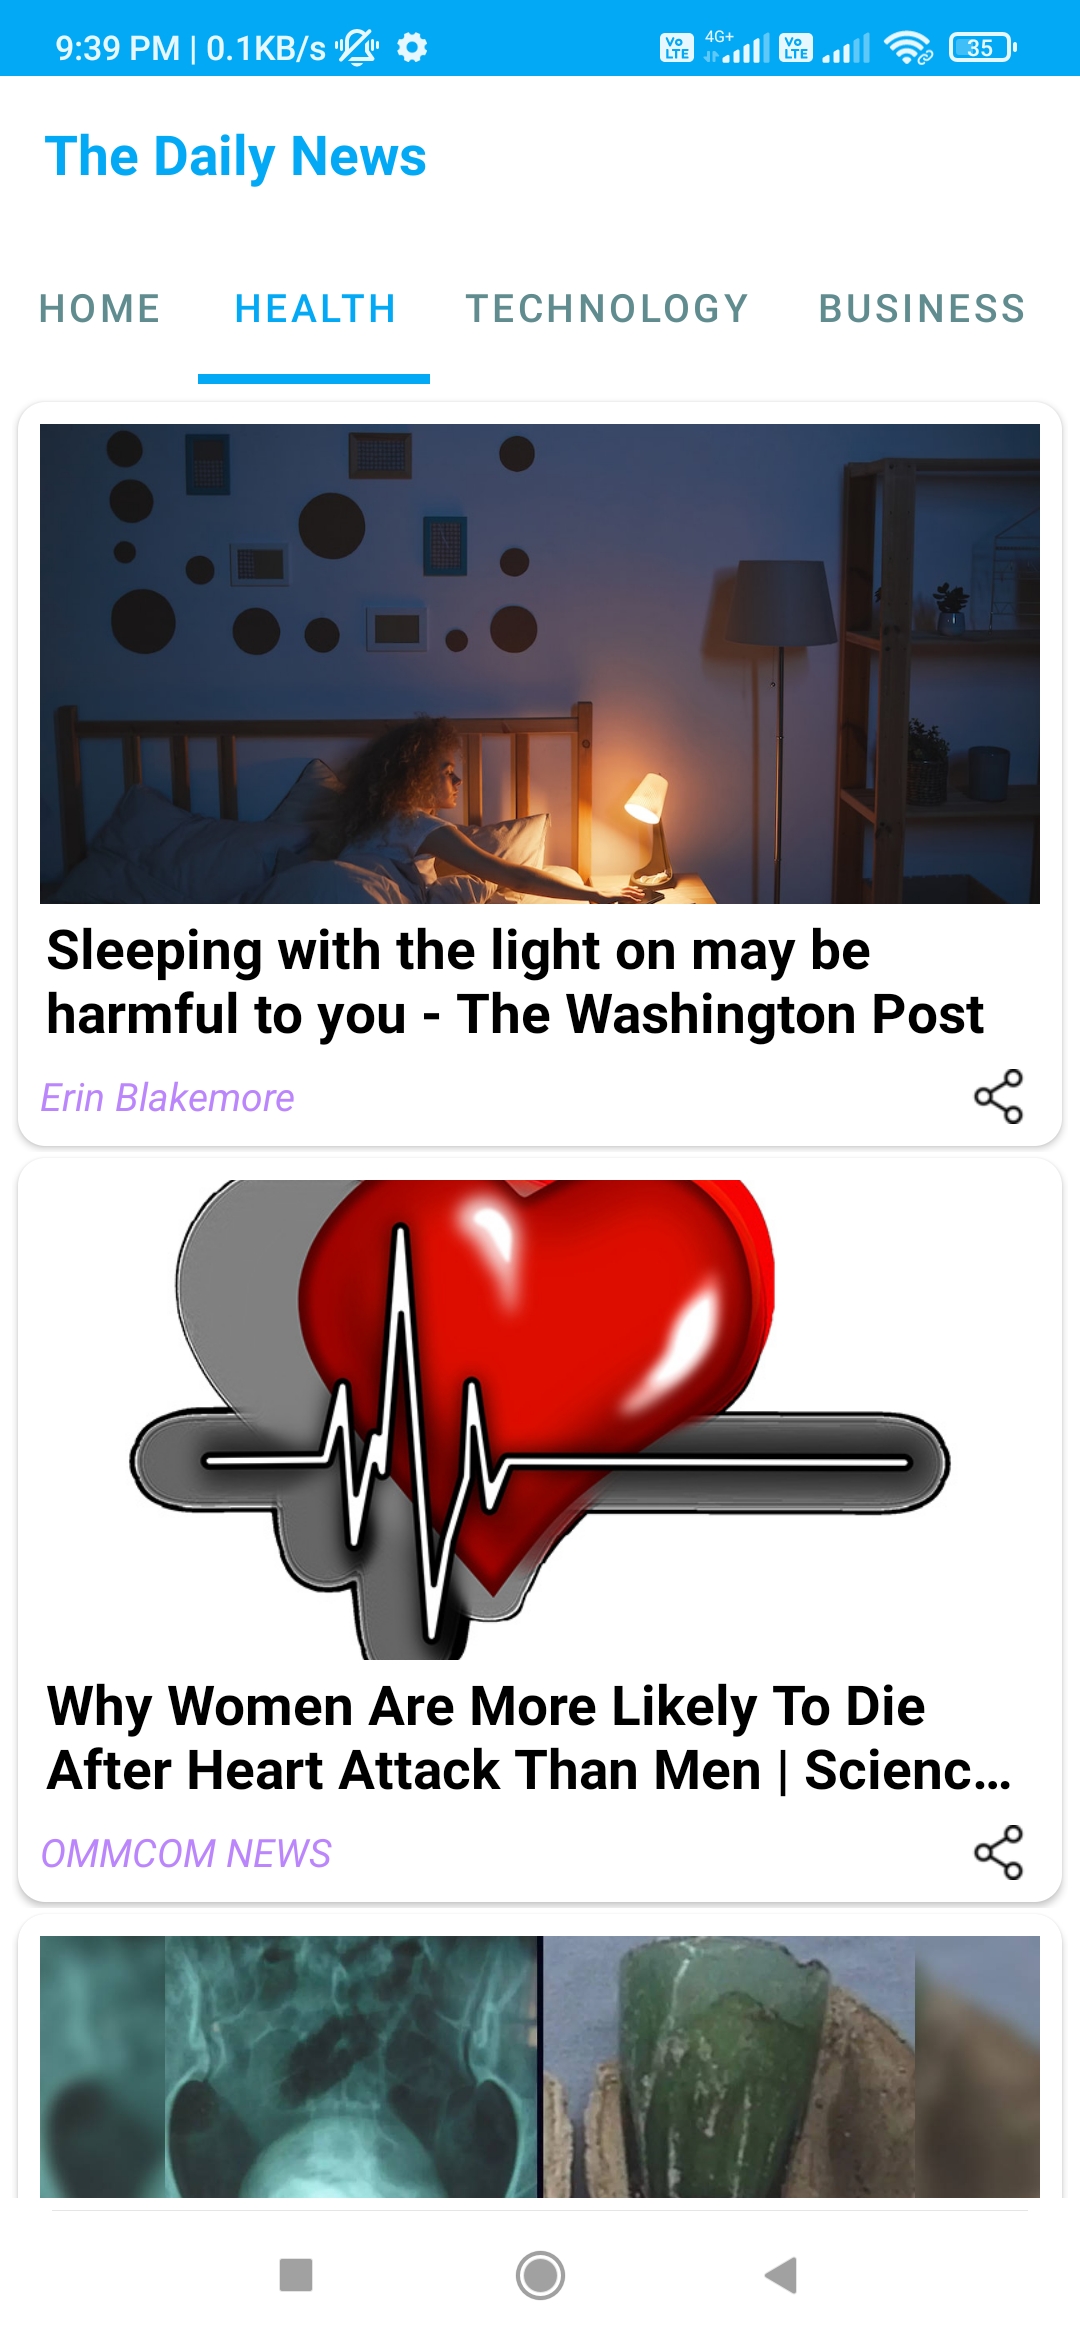 9:39 PM | 0.1KB/s
Vo LTE 4G+ Vo LTE 35
The Daily News
HOME HEALTH TECHNOLOGY BUSINESS
Sleeping with the light on may be
harmful to you - The Washington Post
Erin Blakemore
Why Women Are More Likely To Die
After Heart Attack Than Men | Scienc...
OMMCOM NEWS